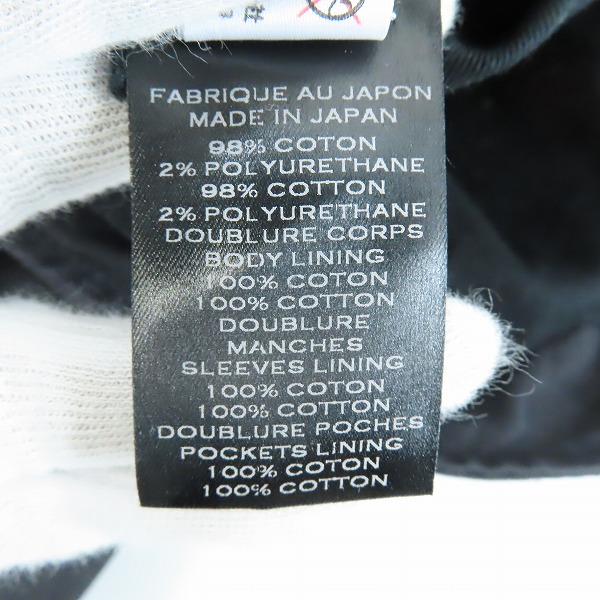 FABRIQUE AU JAPON
MADE IN JAPAN
98% COTON
2% POLYURETHANE
98% COTTON
2% POLYURETHANE
DOUBLURE CORPS
BODY LINING
100% COTON
100% COTTON
DOUBLURE
MANCHES
SLEEVES LINING
100% COTON
100% COTTON
DOUBLURE POCHES
POCKETS LINING
100% COTON
100% COTTON